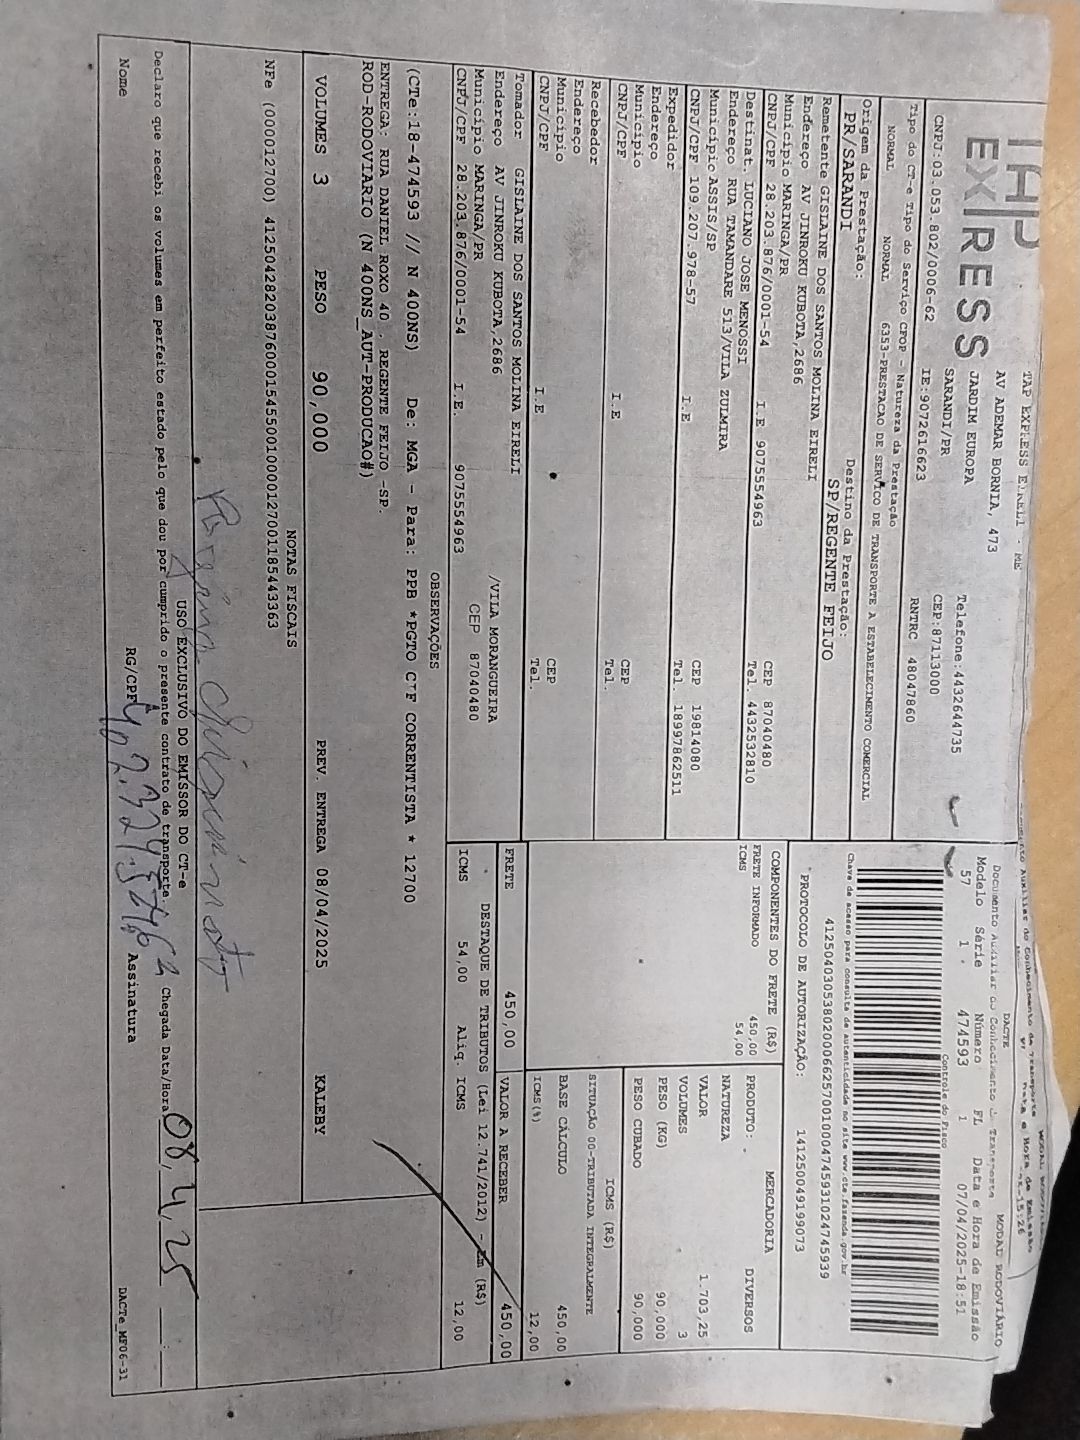 TAP EXPRESS EIRELI - ME
AV ADEMAR BORNIA, 473
JARDIM EUROPA
SARANDI/PR
Telefone:4432644735
CEP:87113000
CNPJ:03.053.802/0006-62 IE:9072616623 RNTRC 48047860
MODAL RODOVIÁRIO
DACTE
Documento Auxiliar do Conhecimento de Transporte
Modelo Série Número FL Data e Hora de Emissão
57 1 474593 1 07/04/2025-18:51
Controle do Fisco
Tipo do CT-e Tipo do Serviço CFOP - Natureza da Prestação
NORMAL NORMAL 6353-PRESTACAO DE SERVICO DE TRANSPORTE A ESTABELECIMENTO COMERCIAL
Chave de acesso para consulta de autenticidade no site www.cte.fazenda.gov.br
41250403053802000662570010004745931024745939
PROTOCOLO DE AUTORIZAÇÃO: 141250049199073
Origem da Prestação: Destino da Prestação:
PR/SARANDI SP/REGENTE FEIJO
Remetente GISLAINE DOS SANTOS MOLINA EIRELI
Endereço AV JINROKU KUBOTA,2686
Município MARINGA/PR CEP 87040480
CNPJ/CPF 28.203.876/0001-54 I.E 9075554963 Tel. 4432532810
Destinat. LUCIANO JOSE MENOSSI
Endereço RUA TAMANDARE 513/VILA ZULMIRA
Município ASSIS/SP CEP 19814080
CNPJ/CPF 109.207.978-57 I.E Tel. 18997862511
Expedidor
Endereço
Município CEP
CNPJ/CPF I.E Tel.
Recebedor
Endereço
Município CEP
CNPJ/CPF I.E Tel.
Tomador GISLAINE DOS SANTOS MOLINA EIRELI
Endereço AV JINROKU KUBOTA,2686 /VILA MORANGUEIRA
Município MARINGA/PR CEP 87040480
CNPJ/CPF 28.203.876/0001-54 I.E. 9075554963
COMPONENTES DO FRETE (R$)
FRETE INFORMADO 450,00
ICMS 54,00
MERCADORIA
PRODUTO: DIVERSOS
NATUREZA
VALOR 1.703,25
VOLUMES 3
PESO (KG) 90,000
PESO CUBADO 90,000
ICMS (R$)
SITUAÇÃO 00-TRIBUTADA INTEGRALMENTE
BASE CÁLCULO 450,00
ICMS(%) 12,00
FRETE 450,00 VALOR A RECEBER 450,00
DESTAQUE DE TRIBUTOS (Lei 12.741/2012) - Em (R$)
ICMS 54,00 Aliq. ICMS 12,00
OBSERVAÇÕES
(CTe:18-474593 // N 400NS) De: MGA - Para: PPB *PGTO CIF CORRENTISTA * 12700
ENTREGA: RUA DANIEL ROXO 40 , REGENTE FEIJO -SP.
ROD-RODOVIARIO (N 400NS_AUT-PRODUCAO#)
VOLUMES 3 PESO 90,000 PREV. ENTREGA 08/04/2025 KALEBY
NOTAS FISCAIS
NFe (000012700) 41250428203876000154550010000127001185443363
USO EXCLUSIVO DO EMISSOR DO CT-e
Declaro que recebi os volumes em perfeito estado pelo que dou por cumprido o presente contrato de transporte. Chegada Data/Hora 08,4,25
Nome RG/CPF Assinatura
DACTe_MF06-31